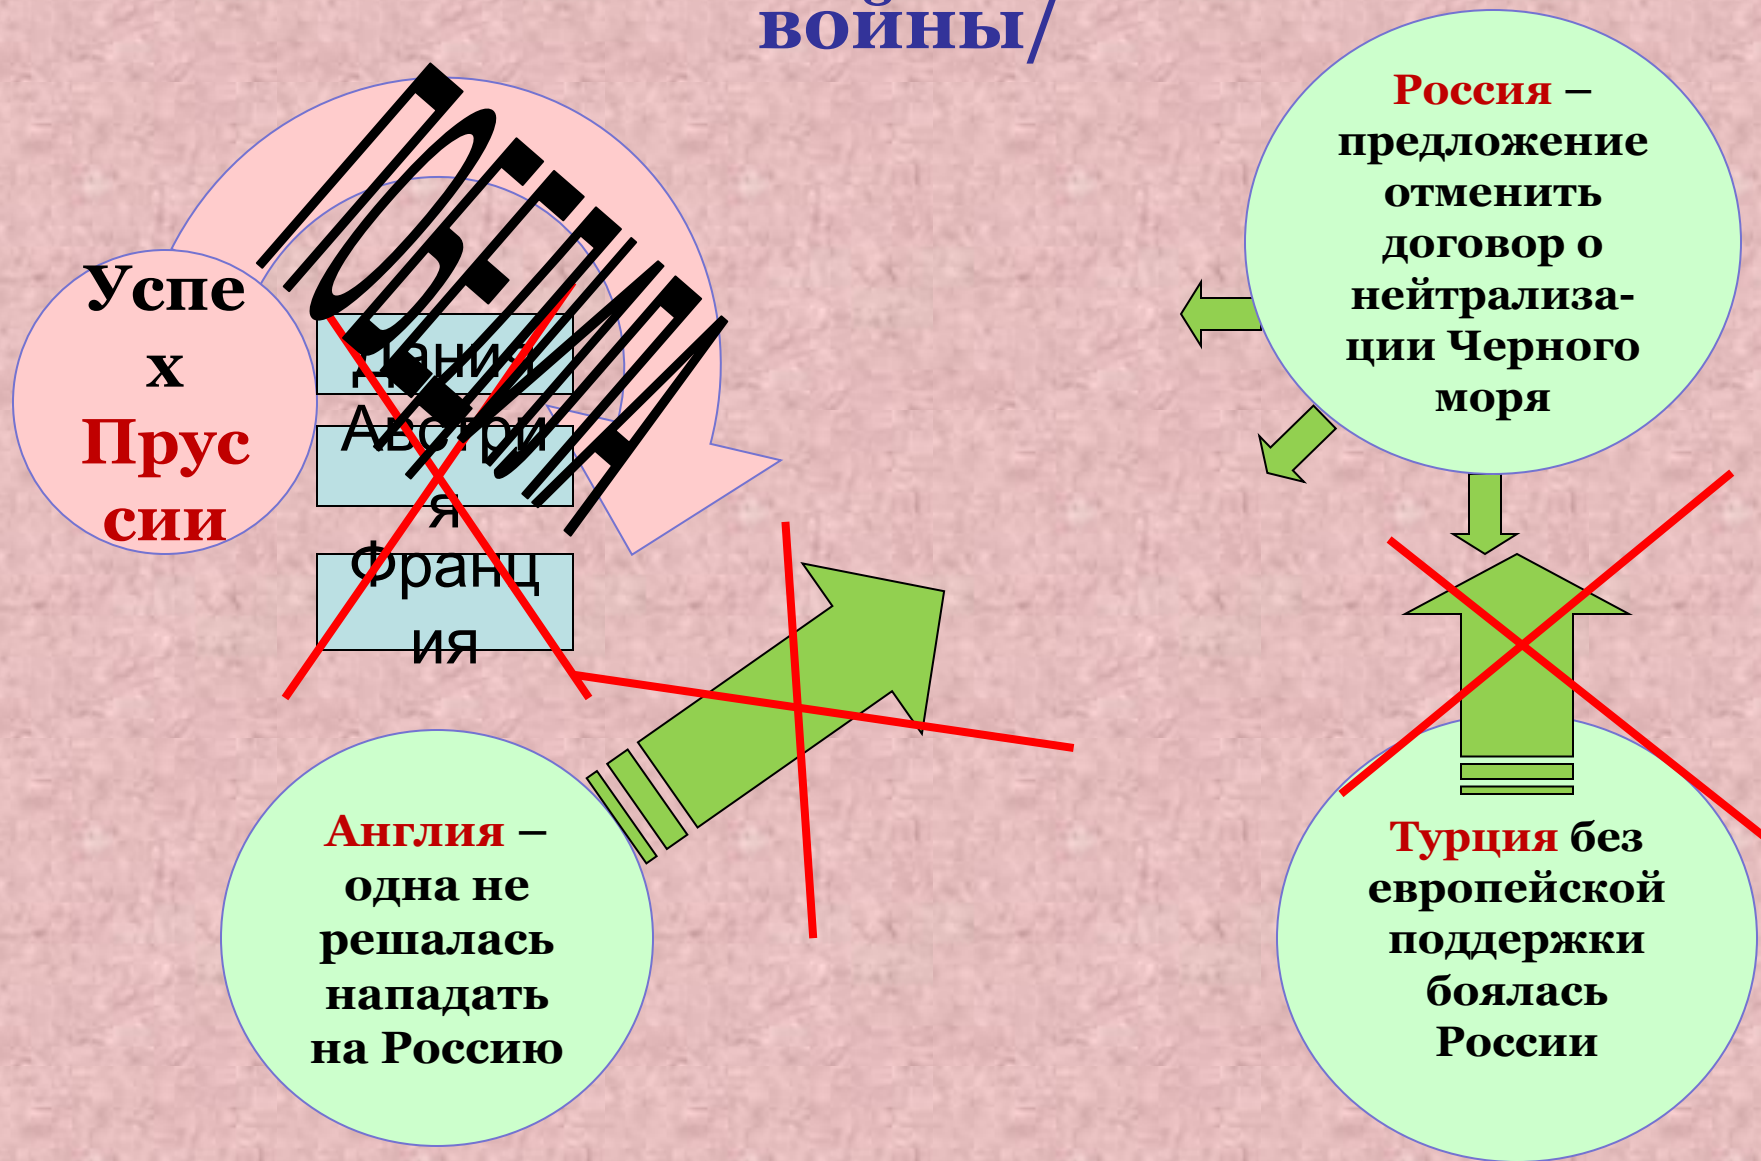 войны/
ПОБЕДИЛА
Успе
х
Прус
сии
Дания
Австри
я
Франц
ия
Россия –
предложение
отменить
договор о
нейтрализа-
ции Черного
моря
Англия –
одна не
решалась
нападать
на Россию
Турция без
европейской
поддержки
боялась
России